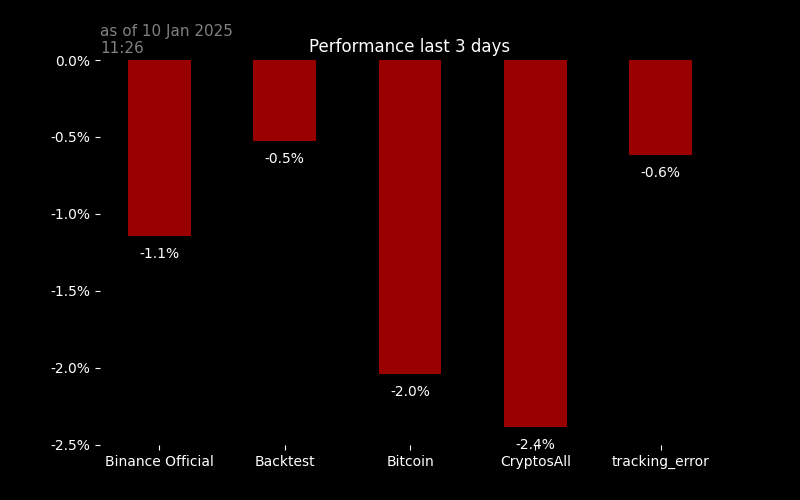 as of 10 Jan 2025
11:26
Performance last 3 days
0.0%
-0.5%
-1.0%
-1.5%
-2.0%
-2.5%
-1.1%
-0.5%
-2.0%
-2.4%
-0.6%
Binance Official
Backtest
Bitcoin
CryptosAll
tracking_error